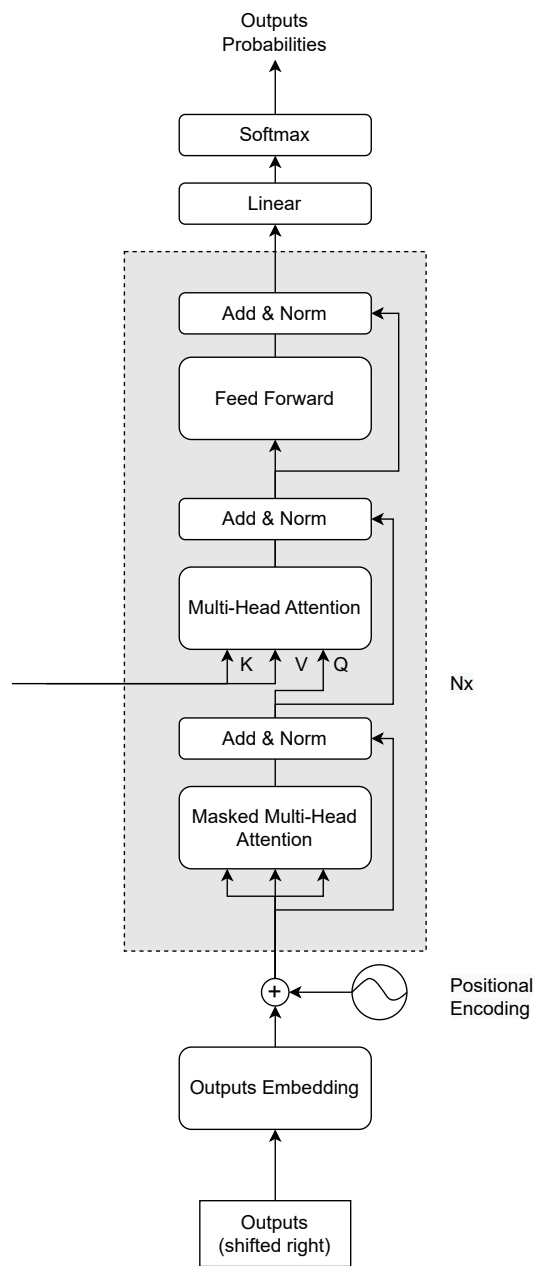 Outputs
Probabilities
Softmax
Linear
Add & Norm
Feed Forward
Add & Norm
Multi-Head Attention
K
V
Q
Nx
Add & Norm
Masked Multi-Head
Attention
+
Positional
Encoding
Outputs Embedding
Outputs
(shifted right)